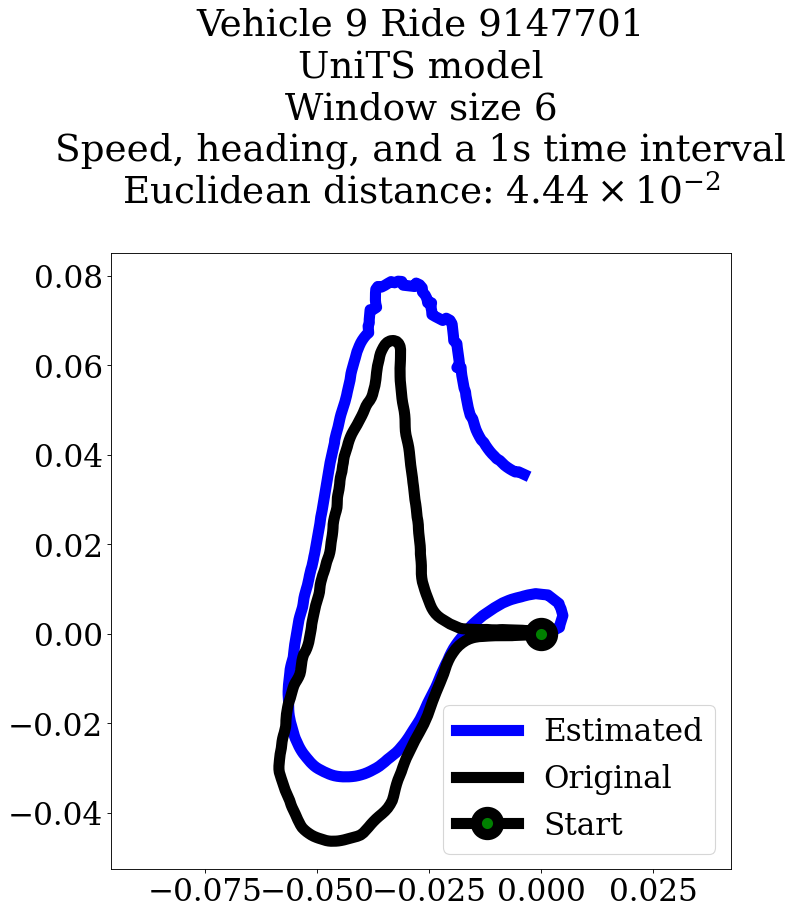 Vehicle 9 Ride 9147701
UniTS model
Window size 6
Speed, heading, and a 1s time interval
Euclidean distance: 4.44 × 10⁻²
0.08
0.06
0.04
0.02
0.00
−0.02
−0.04
Estimated
Original
Start
−0.075 −0.050 −0.025 0.000 0.025